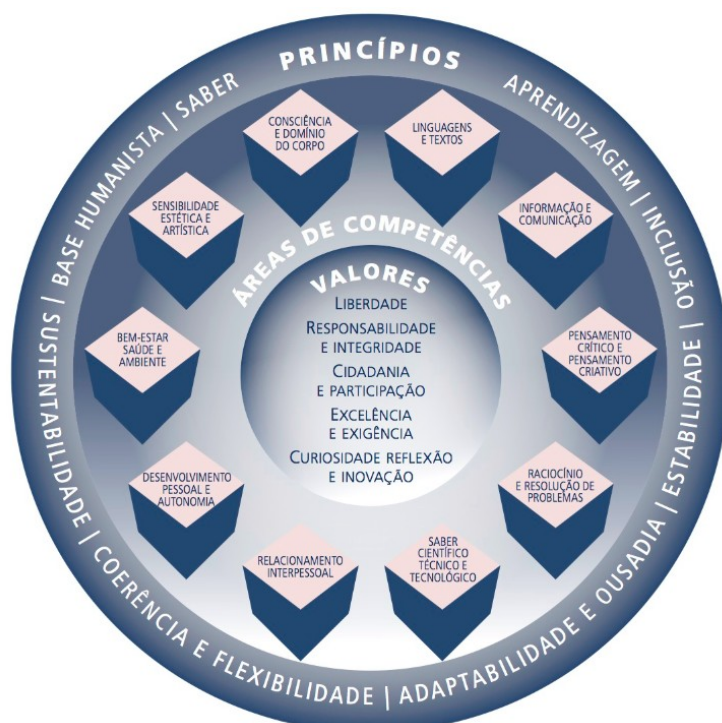 PRINCÍPIOS
BASE HUMANISTA | SABER
APRENDIZAGEM | INCLUSÃO | ESTABILIDADE |
ADAPTABILIDADE E OUSADIA
SUSTENTABILIDADE | COERÊNCIA E FLEXIBILIDADE |
ÁREAS DE COMPETÊNCIAS
CONSCIÊNCIA
E DOMÍNIO
DO CORPO
LINGUAGENS
E TEXTOS
INFORMAÇÃO E
COMUNICAÇÃO
PENSAMENTO
CRÍTICO E
PENSAMENTO
CRIATIVO
RACIOCÍNIO
E RESOLUÇÃO DE
PROBLEMAS
SABER
CIENTÍFICO
TÉCNICO E
TECNOLÓGICO
RELACIONAMENTO
INTERPESSOAL
DESENVOLVIMENTO
PESSOAL E
AUTONOMIA
BEM-ESTAR
SAÚDE E
AMBIENTE
SENSIBILIDADE
ESTÉTICA E
ARTÍSTICA
VALORES
LIBERDADE
RESPONSABILIDADE
E INTEGRIDADE
CIDADANIA
E PARTICIPAÇÃO
EXCELÊNCIA
E EXIGÊNCIA
CURIOSIDADE REFLEXÃO
E INOVAÇÃO